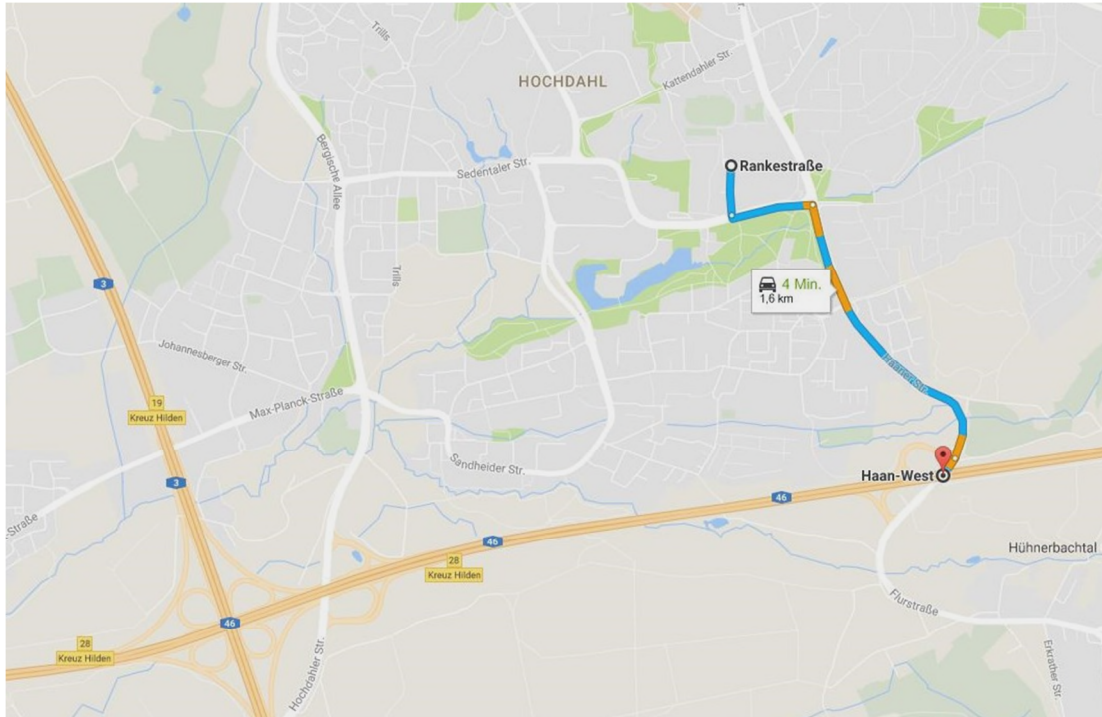 Trills
HOCHDAHL
Kattendahler Str.
Bergische Allee
Sedentaler Str.
Rankestraße
Trills
3
4 Min.
1,6 km
Johannesberger Str.
19
Kreuz Hilden
Max-Planck-Straße
Sandheider Str.
3
Haan-West
46
-Straße
46
28
Kreuz Hilden
Hühnerbachtal
Flurstraße
46
28
Kreuz Hilden
Hochdahler Str.
Erkrather Str.